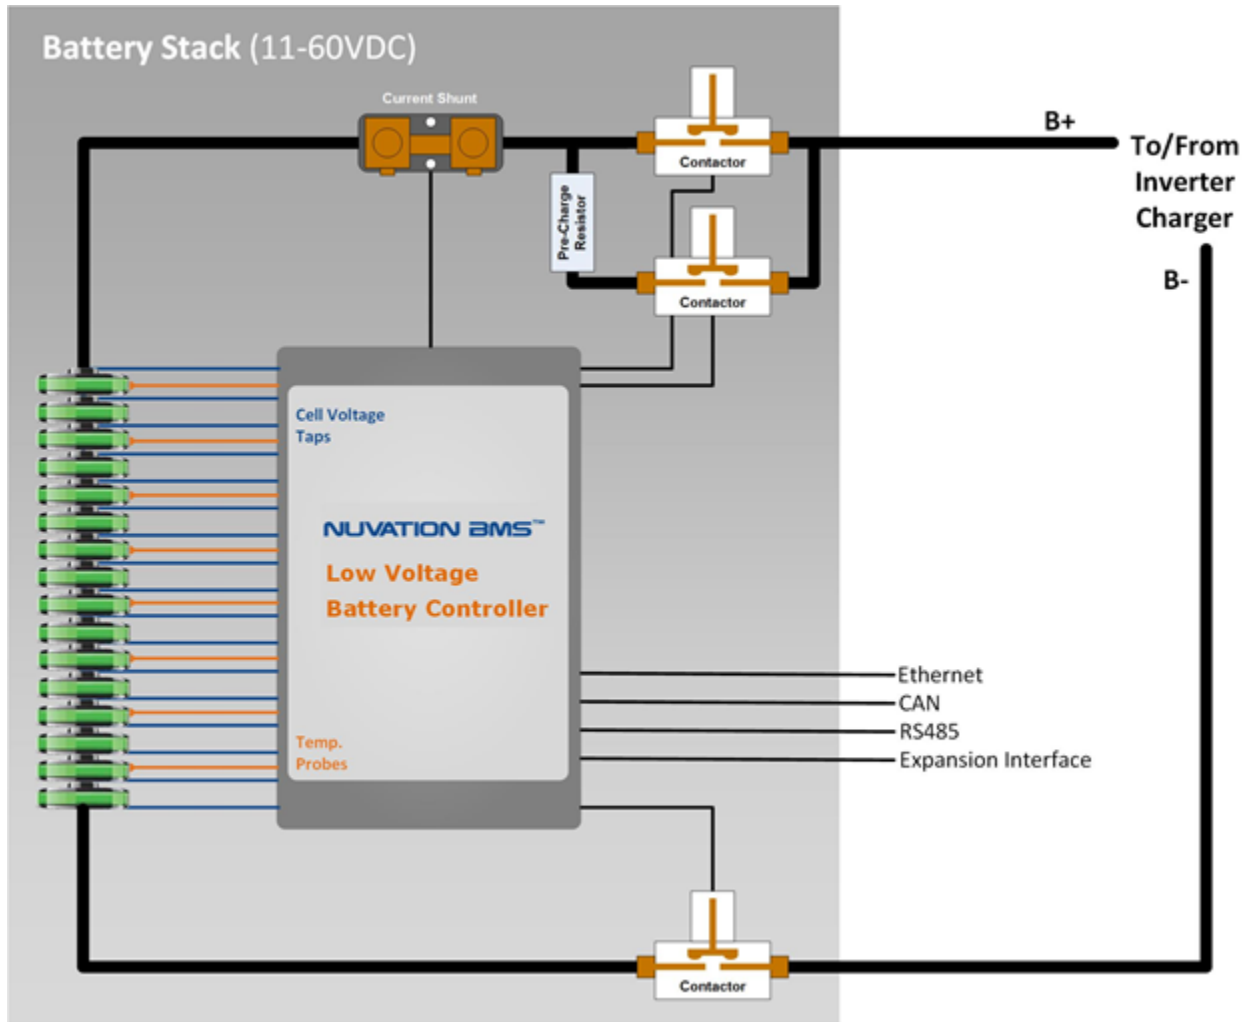 Battery Stack (11-60VDC)
Current Shunt
Contactor
B+
To/From
Inverter
Charger
B-
Pre-Charge
Resistor
Contactor
Cell Voltage
Taps
NUVATION BMS™
Low Voltage
Battery Controller
Ethernet
CAN
RS485
Expansion Interface
Temp.
Probes
Contactor